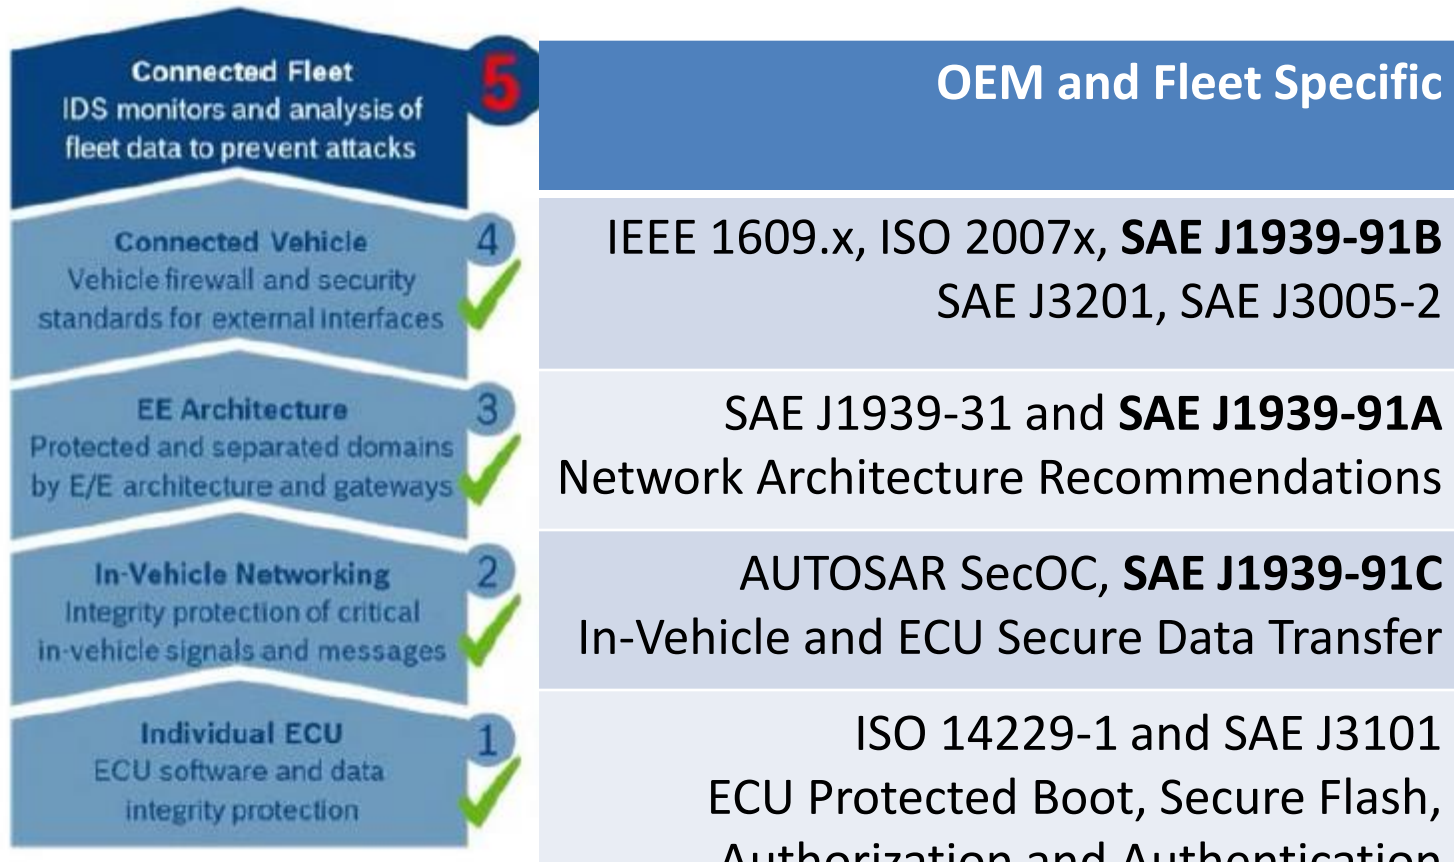 Connected Fleet
IDS monitors and analysis of
fleet data to prevent attacks
5
OEM and Fleet Specific
Connected Vehicle
Vehicle firewall and security
standards for external interfaces
4
IEEE 1609.x, ISO 2007x, SAE J1939-91B
SAE J3201, SAE J3005-2
EE Architecture
Protected and separated domains
by E/E architecture and gateways
3
SAE J1939-31 and SAE J1939-91A
Network Architecture Recommendations
In-Vehicle Networking
Integrity protection of critical
in-vehicle signals and messages
2
AUTOSAR SecOC, SAE J1939-91C
In-Vehicle and ECU Secure Data Transfer
Individual ECU
ECU software and data
integrity protection
1
ISO 14229-1 and SAE J3101
ECU Protected Boot, Secure Flash,
Authorization and Authentication